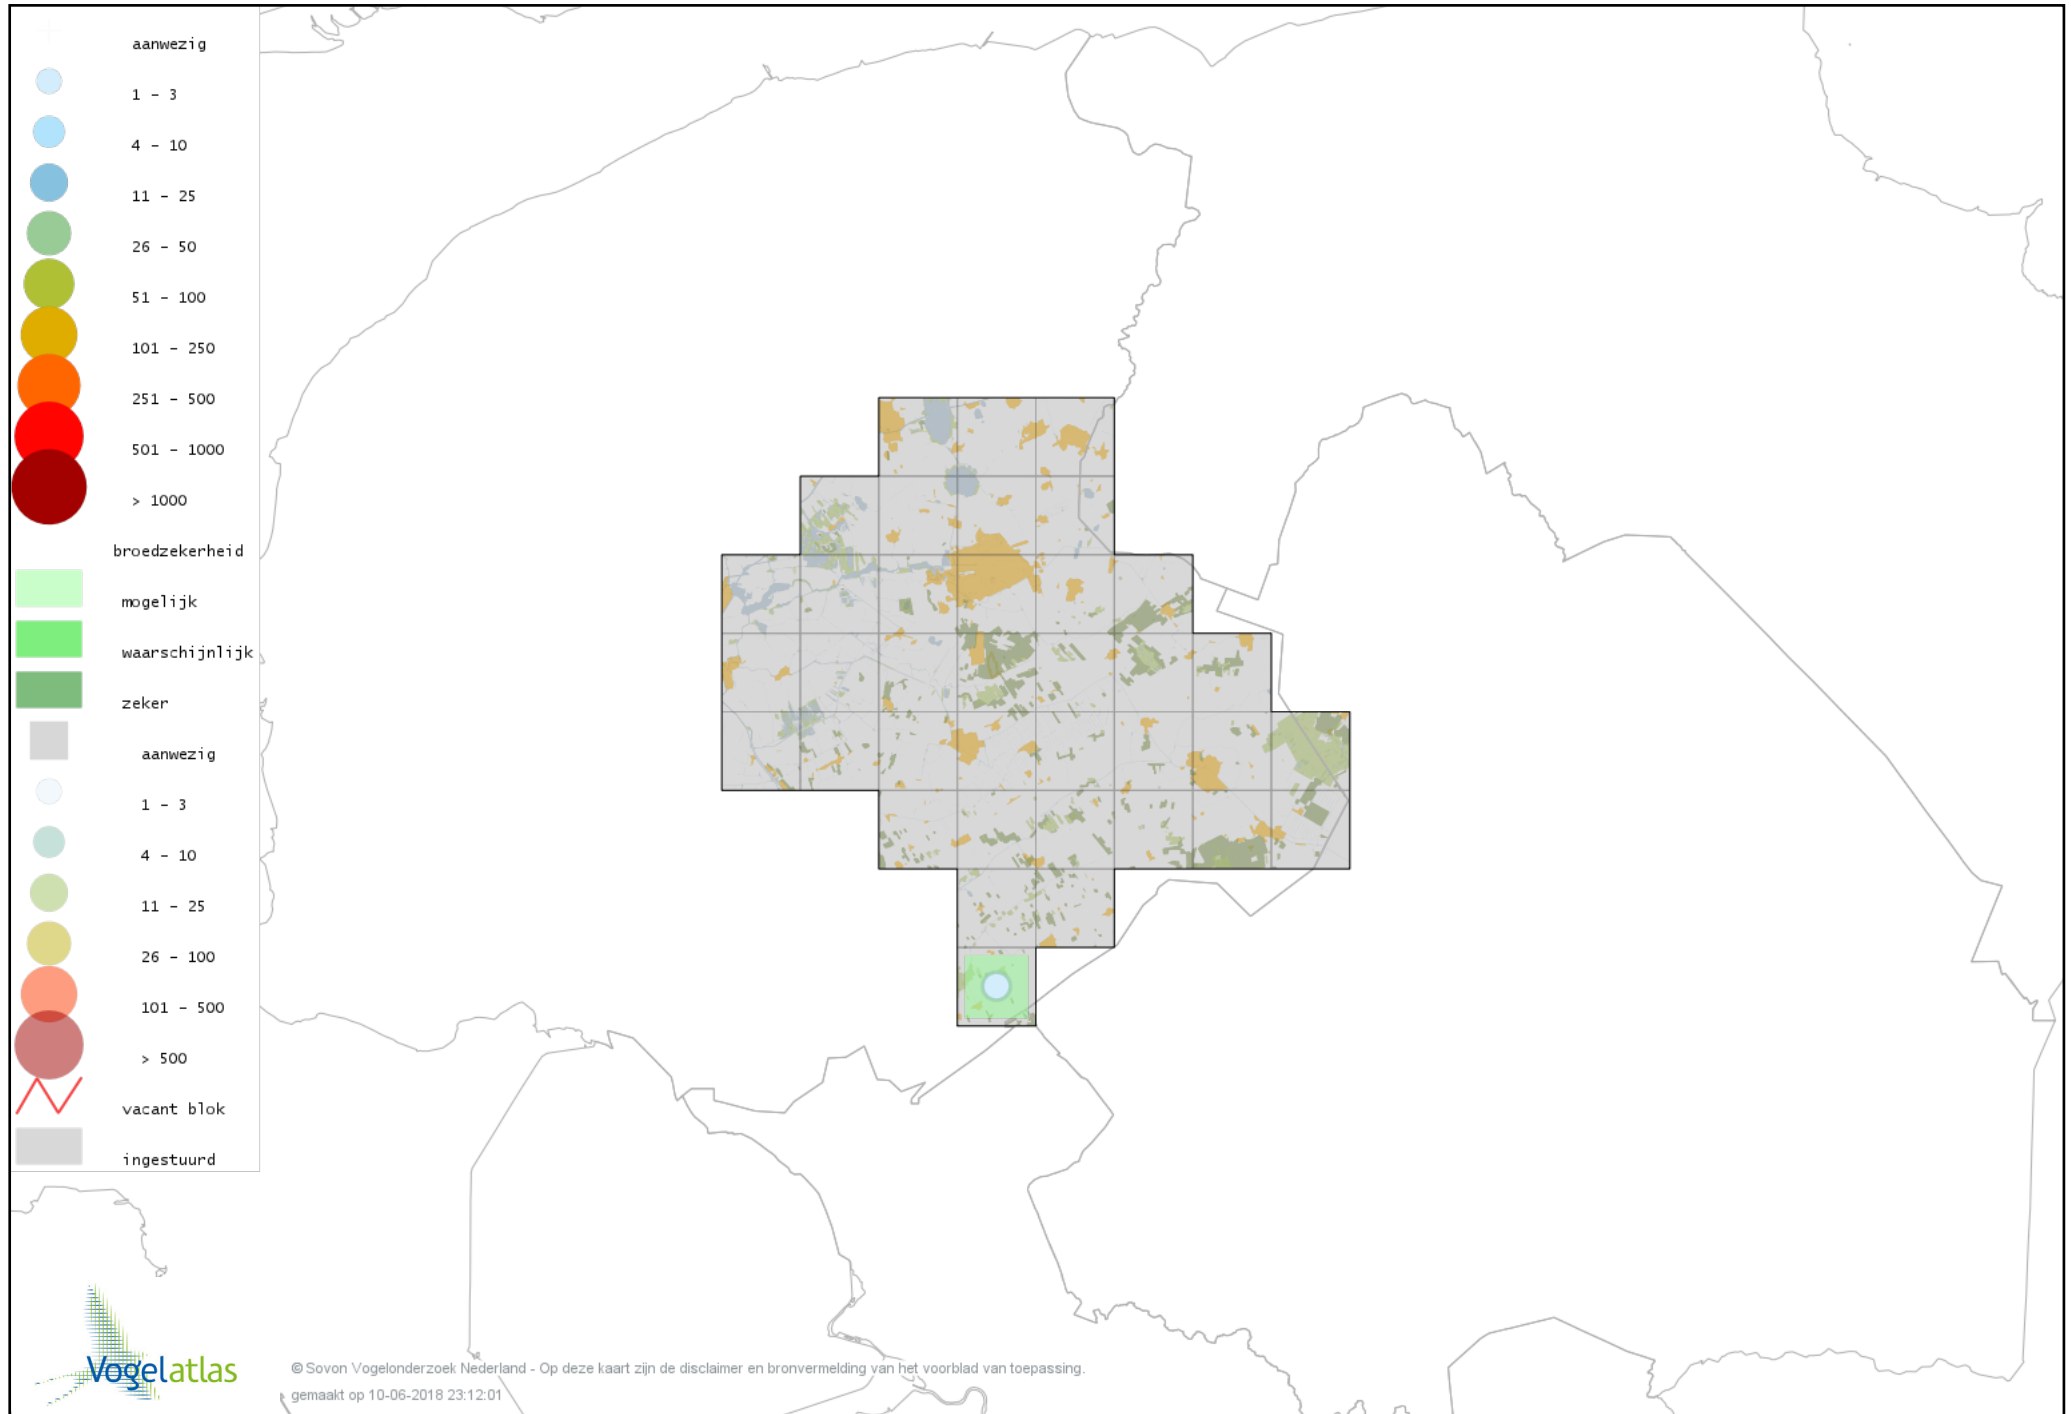 aanwezig
1 – 3
4 – 10
11 – 25
26 – 50
51 – 100
101 – 250
251 – 500
501 – 1000
> 1000
broedzekerheid
mogelijk
waarschijnlijk
zeker
aanwezig
1 – 3
4 – 10
11 – 25
26 – 100
101 – 500
> 500
vacant blok
ingestuurd
Vogelatlas
© Sovon Vogelonderzoek Nederland - Op deze kaart zijn de disclaimer en bronvermelding van het voorblad van toepassing.
gemaakt op 10-06-2018 23:12:01